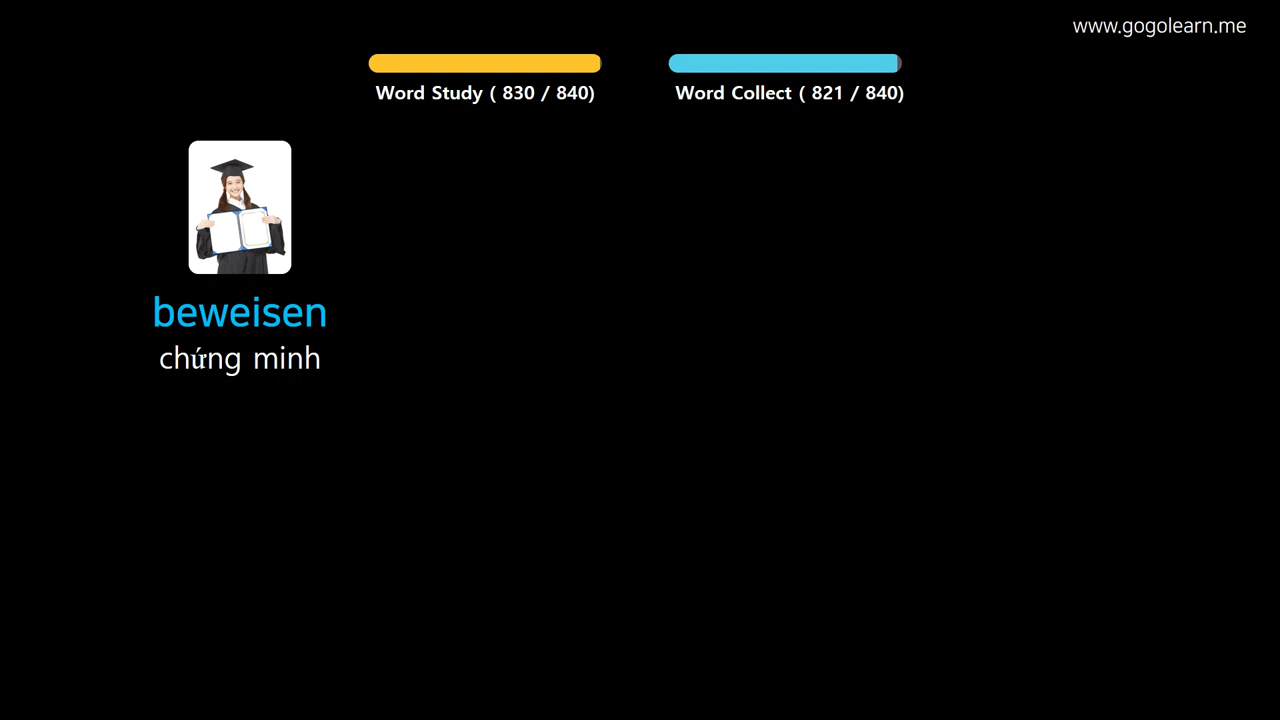 www.gogolearn.me
Word Study ( 830 / 840)
Word Collect ( 821 / 840)
beweisen
chứng minh